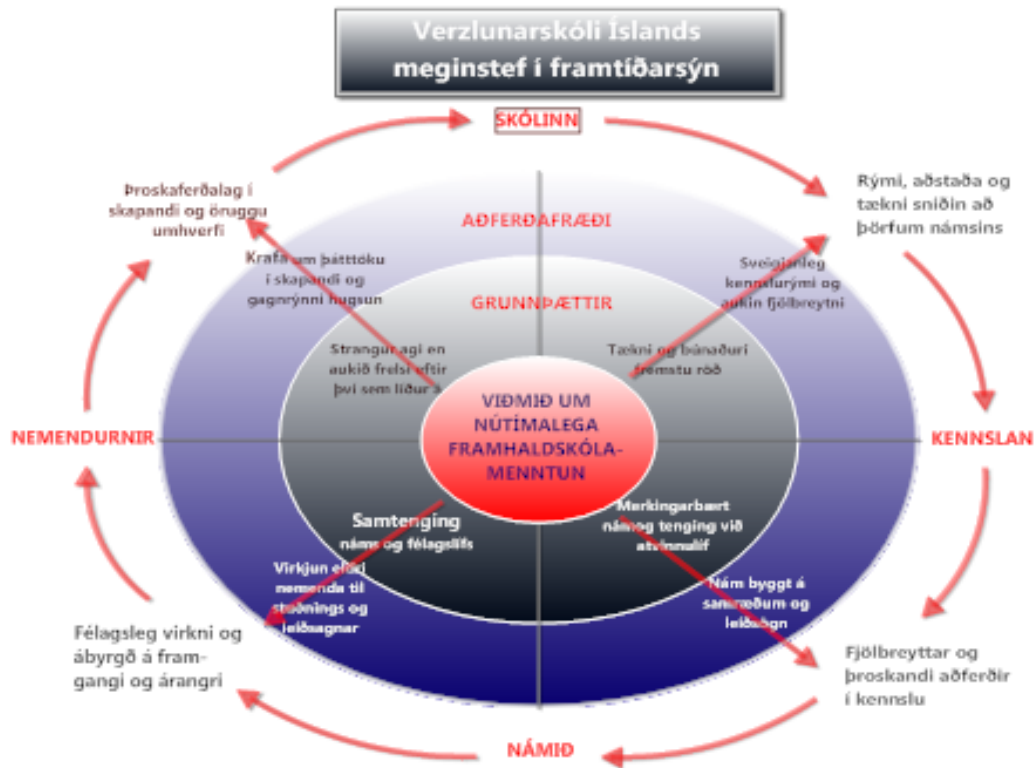 Verzlunarskóli Íslands
meginstef í framtíðarsýn
SKÓLINN
Þroskaferðalag í
skapandi og öruggu
umhverfi
Rými, aðstaða og
tækni sniðin að
þörfum námsins
AÐFERÐAFRÆÐI
Krafa um þátttöku
í skapandi og
gagnrýnni hugsun
Sveigjanleg
kennslurými og
aukin fjölbreytni
GRUNNÞÆTTIR
Strangur agi en
aukið frelsi eftir
því sem líður á
Tækni og búnaður í
fremstu röð
VIÐMIÐ UM
NÚTÍMALEGA
FRAMHALDSKÓLA-
MENNTUN
NEMENDURNIR
KENNSLAN
Samtenging
náms og félagslífs
Merkingarbært
nám og tenging við
atvinnulíf
Virkjun eldri
nemenda til
stuðnings og
leiðsagnar
Nám byggt á
samræðum og
leiðsögn
Félagsleg virkni og
ábyrgð á fram-
gangi og árangri
Fjölbreyttar og
þroskandi aðferðir
í kennslu
NÁMIÐ